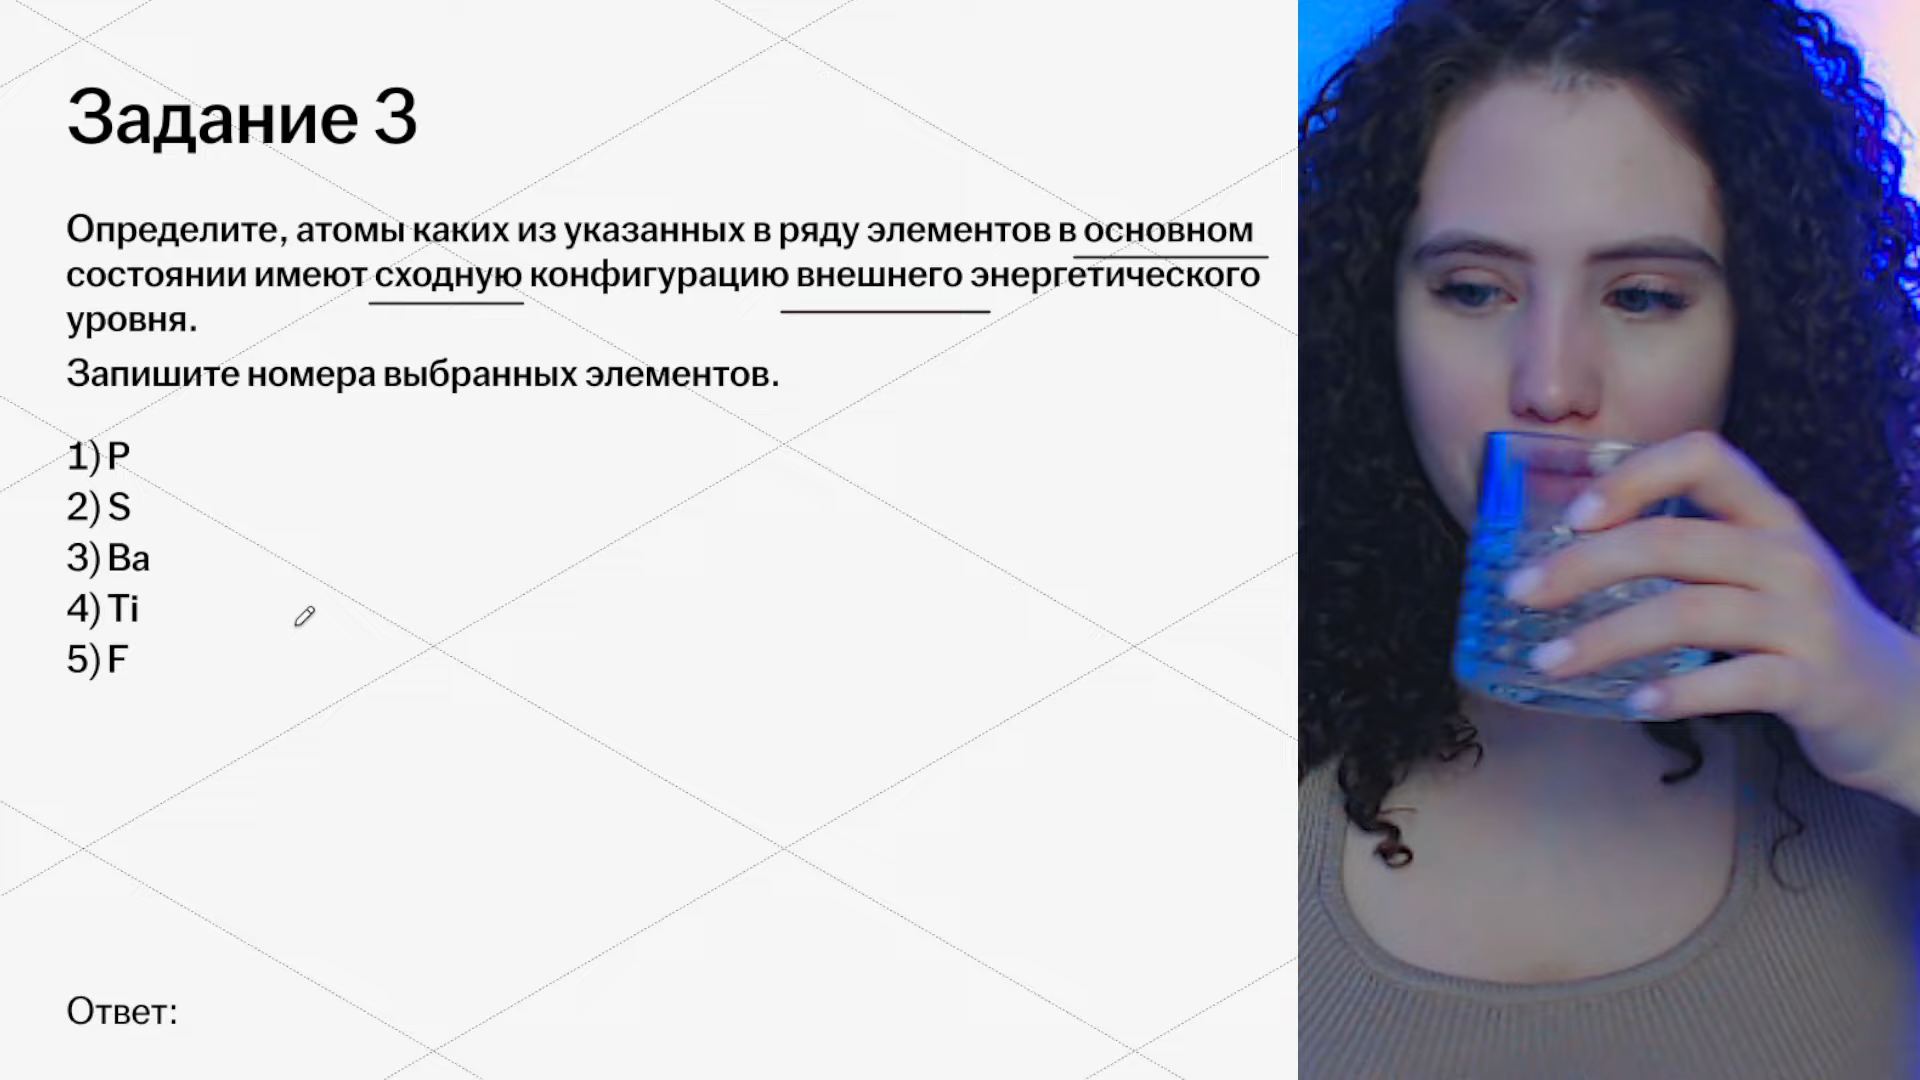 Задание 3
Определите, атомы каких из указанных в ряду элементов в основном
состоянии имеют сходную конфигурацию внешнего энергетического
уровня.
Запишите номера выбранных элементов.
1) P
2) S
3) Ba
4) Ti
5) F
Ответ: